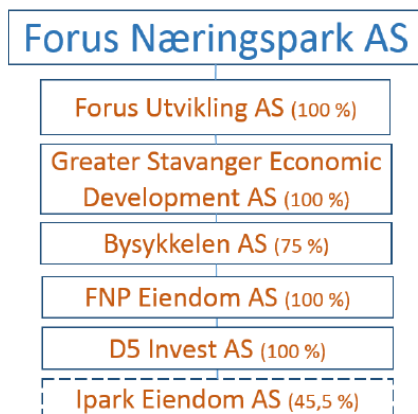 Forus Næringspark AS
Forus Utvikling AS (100 %)
Greater Stavanger Economic
Development AS (100 %)
Bysykkelen AS (75 %)
FNP Eiendom AS (100 %)
D5 Invest AS (100 %)
Ipark Eiendom AS (45,5 %)